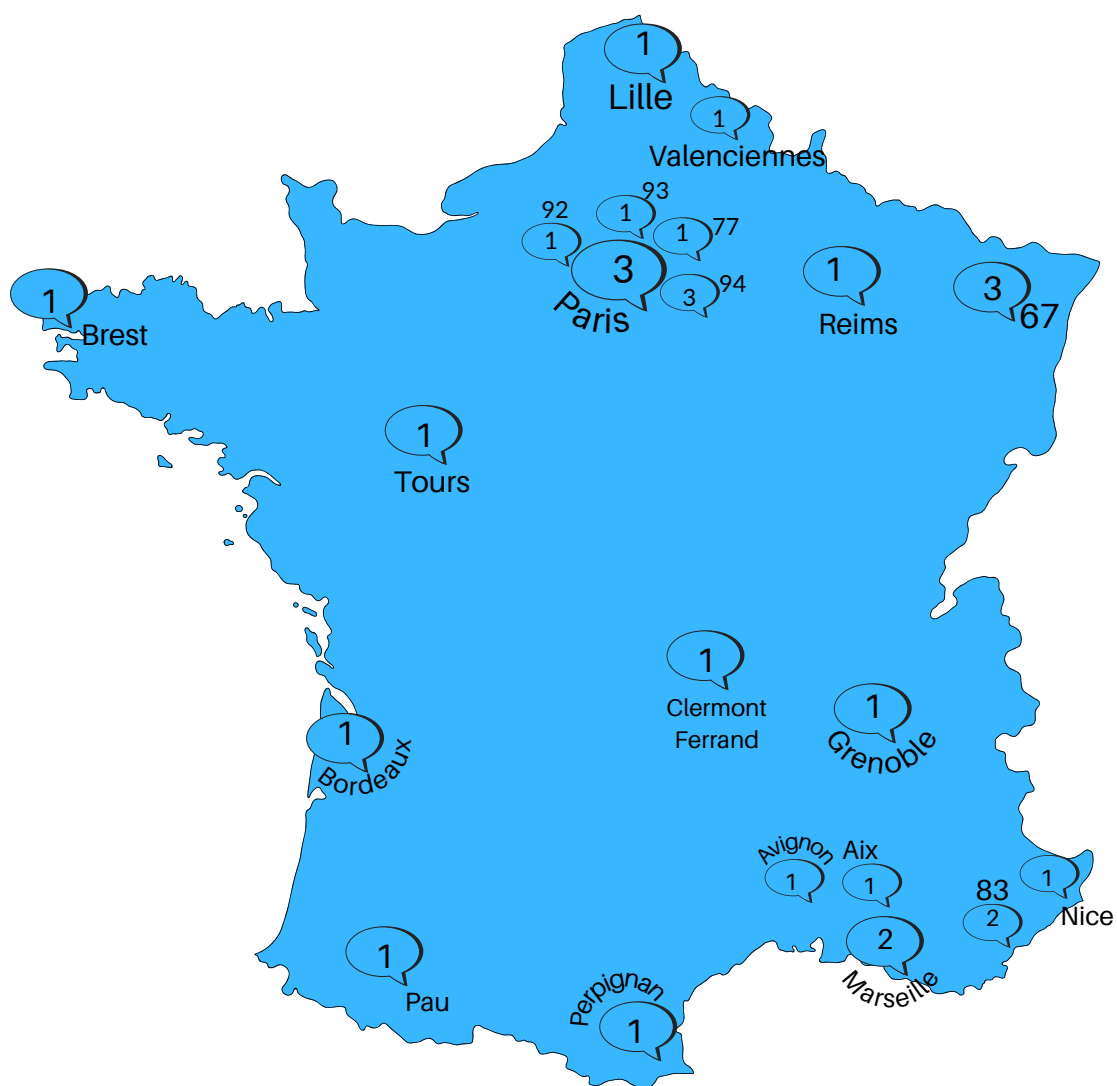 1
Lille
1
Valenciennes
93
1
92
1
1
77
3
Paris
3
94
1
Reims
3
67
1
Brest
1
Tours
1
Clermont
Ferrand
1
Grenoble
1
Bordeaux
Avignon
1
Aix
1
83
2
1
Nice
2
Marseille
1
Pau
Perpignan
1